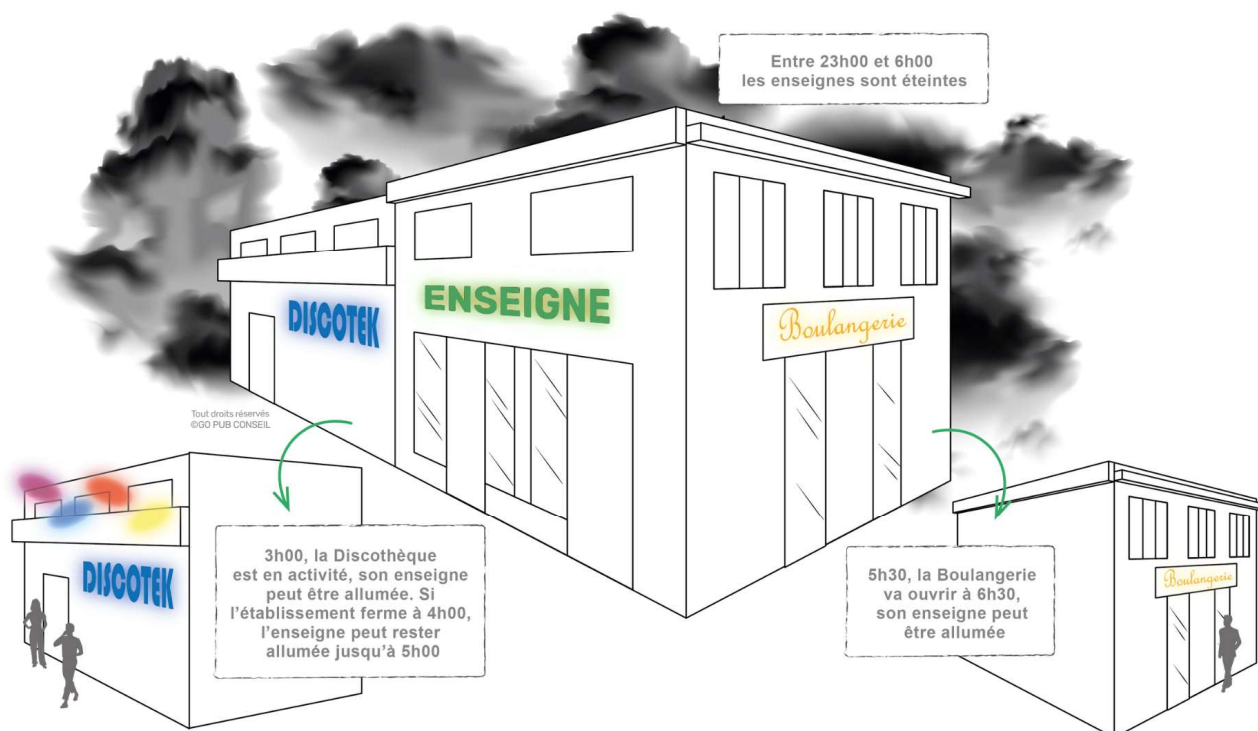 Entre 23h00 et 6h00
les enseignes sont éteintes
DISCOTEK
ENSEIGNE
Boulangerie
Tout droits réservés
©GO PUB CONSEIL
DISCOTEK
3h00, la Discothèque
est en activité, son enseigne
peut être allumée. Si
l’établissement ferme à 4h00,
l’enseigne peut rester
allumée jusqu’à 5h00
5h30, la Boulangerie
va ouvrir à 6h30,
son enseigne peut
être allumée
Boulangerie